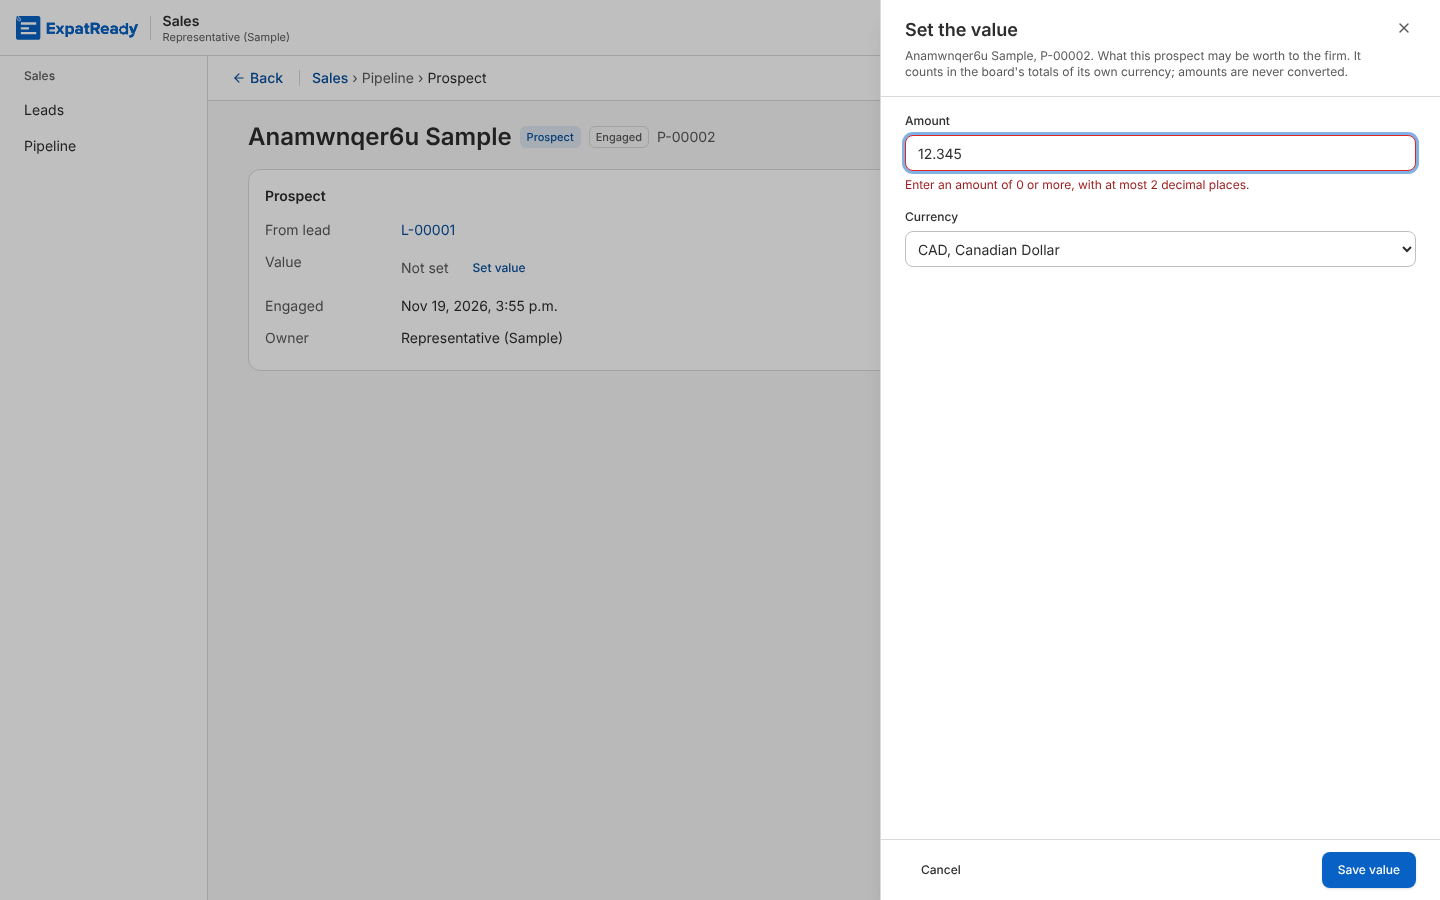 ExpatReady
Sales
Representative (Sample)
Sales
Leads
Pipeline
← Back
Sales › Pipeline › Prospect
Anamwnqer6u Sample Prospect Engaged P-00002
Prospect
From lead L-00001
Value Not set Set value
Engaged Nov 19, 2026, 3:55 p.m.
Owner Representative (Sample)
Set the value
Anamwnqer6u Sample, P-00002. What this prospect may be worth to the firm. It
counts in the board's totals of its own currency; amounts are never converted.
Amount
12.345
Enter an amount of 0 or more, with at most 2 decimal places.
Currency
CAD, Canadian Dollar
Cancel
Save value